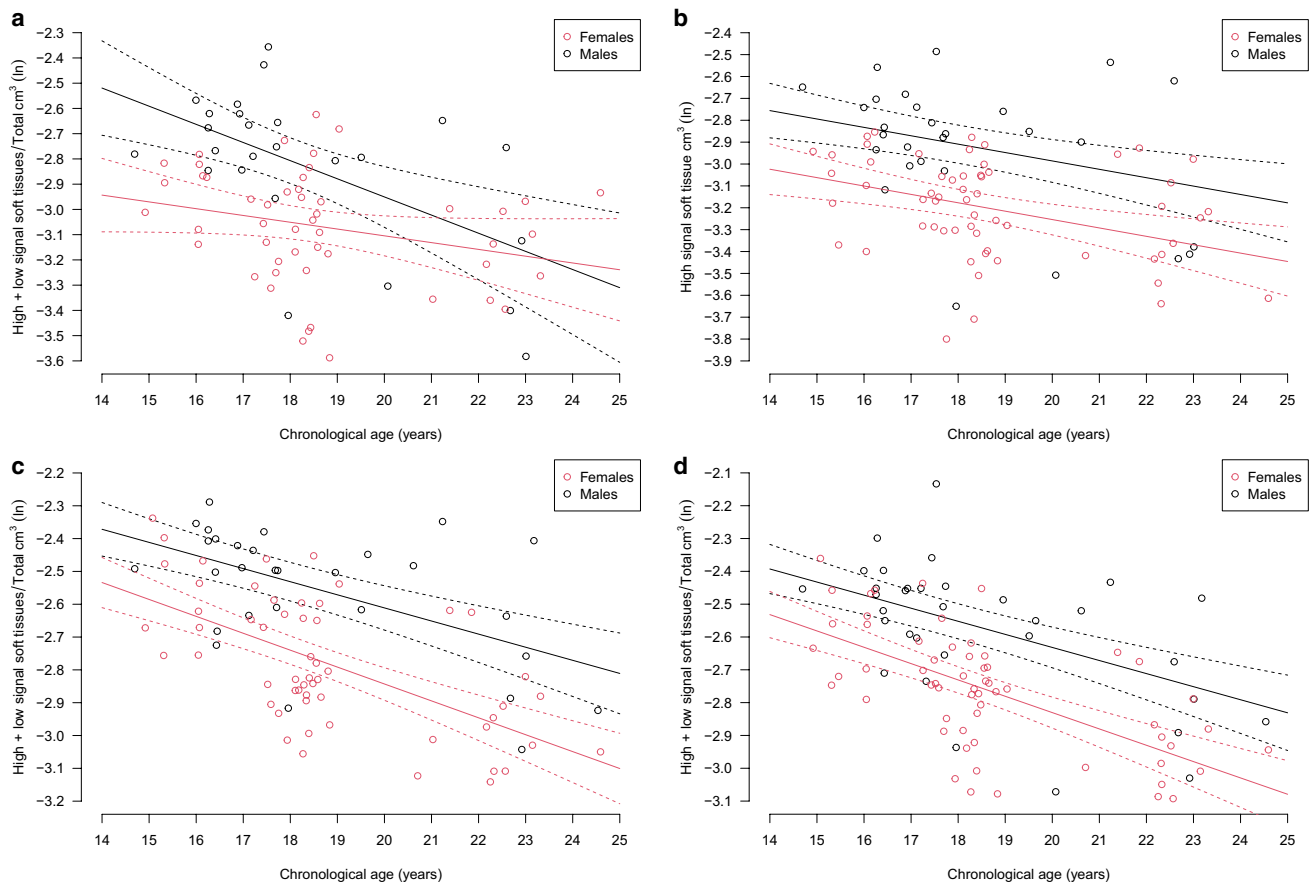 a
High + low signal soft tissues/Total cm³ (ln)
−2.3
−2.4
−2.5
−2.6
−2.7
−2.8
−2.9
−3.0
−3.1
−3.2
−3.3
−3.4
−3.5
−3.6
Females
Males
14 15 16 17 18 19 20 21 22 23 24 25
Chronological age (years)
b
High signal soft tissue cm³ (ln)
−2.3
−2.4
−2.5
−2.6
−2.7
−2.8
−2.9
−3.0
−3.1
−3.2
−3.3
−3.4
−3.5
−3.6
−3.7
−3.8
−3.9
Females
Males
14 15 16 17 18 19 20 21 22 23 24 25
Chronological age (years)
c
High + low signal soft tissues/Total cm³ (ln)
−2.2
−2.3
−2.4
−2.5
−2.6
−2.7
−2.8
−2.9
−3.0
−3.1
−3.2
Females
Males
14 15 16 17 18 19 20 21 22 23 24 25
Chronological age (years)
d
High + low signal soft tissues/Total cm³ (ln)
−2.1
−2.2
−2.3
−2.4
−2.5
−2.6
−2.7
−2.8
−2.9
−3.0
−3.1
Females
Males
14 15 16 17 18 19 20 21 22 23 24 25
Chronological age (years)